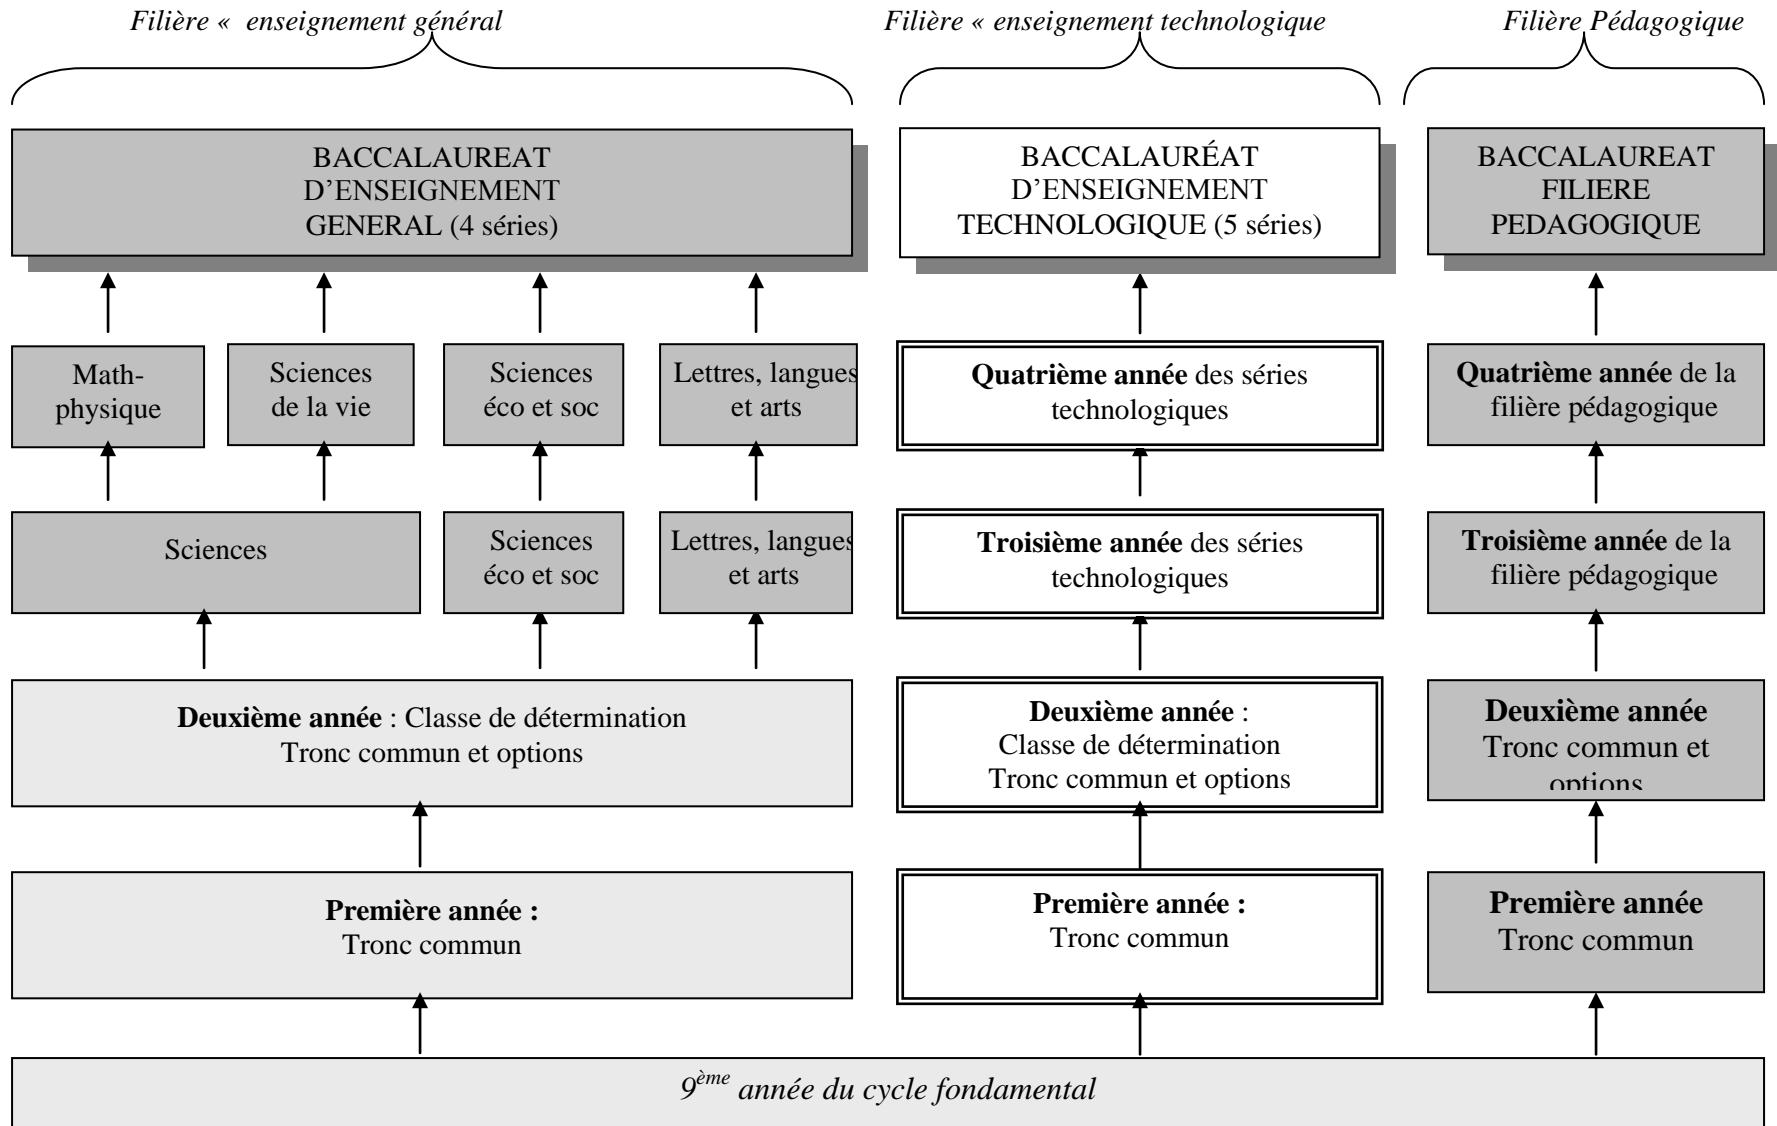 Filière «  enseignement général
Filière « enseignement technologique
Filière Pédagogique
BACCALAUREAT
D’ENSEIGNEMENT
GENERAL (4 séries)
BACCALAURÉAT
D’ENSEIGNEMENT
TECHNOLOGIQUE (5 séries)
BACCALAUREAT
FILIERE
PEDAGOGIQUE
Math-
physique
Sciences
de la vie
Sciences
éco et soc
Lettres, langues
et arts
Quatrième année des séries
technologiques
Quatrième année de la
filière pédagogique
Sciences
Sciences
éco et soc
Lettres, langues
et arts
Troisième année des séries
technologiques
Troisième année de la
filière pédagogique
Deuxième année : Classe de détermination
Tronc commun et options
Deuxième année :
Classe de détermination
Tronc commun et options
Deuxième année
Tronc commun et
options
Première année :
Tronc commun
Première année :
Tronc commun
Première année
Tronc commun
9ème année du cycle fondamental